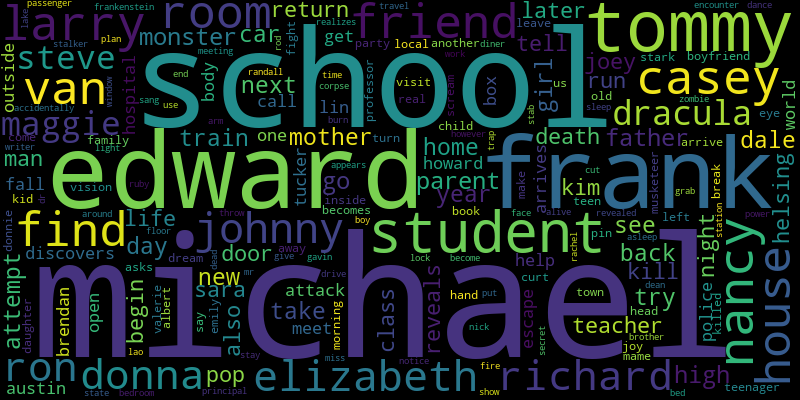 passenger frankenstein
larry room return
friend later tommy
travel encounter dance
monster car get tell leave
realizes party local another diner
steve fight meeting
outside school
van body box girl us
stalker plan joey boyfriend
stark run casey
hospital next call lin
randall time visit real
end corpse professor
accidentally sang use burn scream
work old eye zombie
sleep world
maggie train one mother turn
arm child however
dracula death father dale
man family light
edward frank
home howard parent
tucker stab trap
arrives arrive
writer come
fall vision ruby dr
go year kim
musketeer grab cut
kid inside appears becomes
make teen station break
find life johnny student
around throw boy book
face alive revealed left
see back night helsing
donnie day discovers
floor dream door away
pin asleep power
rachel
attempt begin new
asks mr give gavin
dead lock become
help curt town
kill nancy house
michael
open valerie albert
sara attack
say emily also
take meet morning
drive hand put
class reveals
escape teacher
try police killed
dean head brother
brendan daughter
lao
ron donna pop
stay miss nick notice
elizabeth richard high
secret joy mame
fire teenager
austin state bedroom
principal show bed